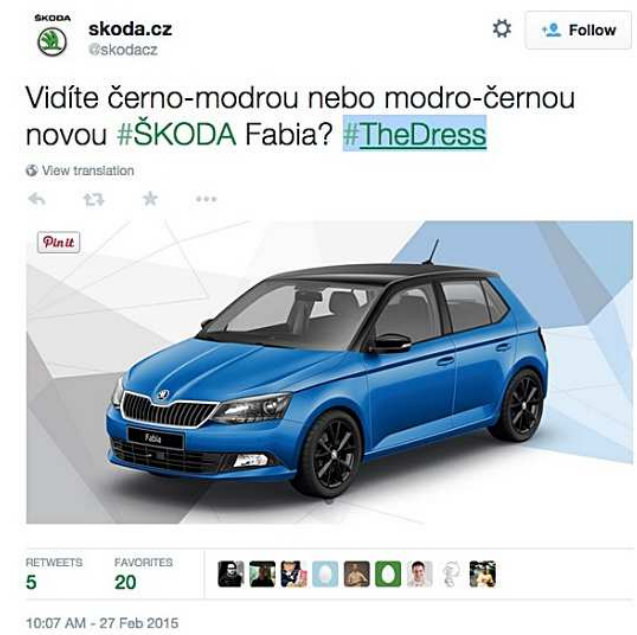 ŠKODA
skoda.cz
@skodacz
Follow
Vidíte černo-modrou nebo modro-černou
novou #ŠKODA Fabia? #TheDress
View translation
Pin it
Fabia
RETWEETS
FAVORITES
5
20
10:07 AM - 27 Feb 2015